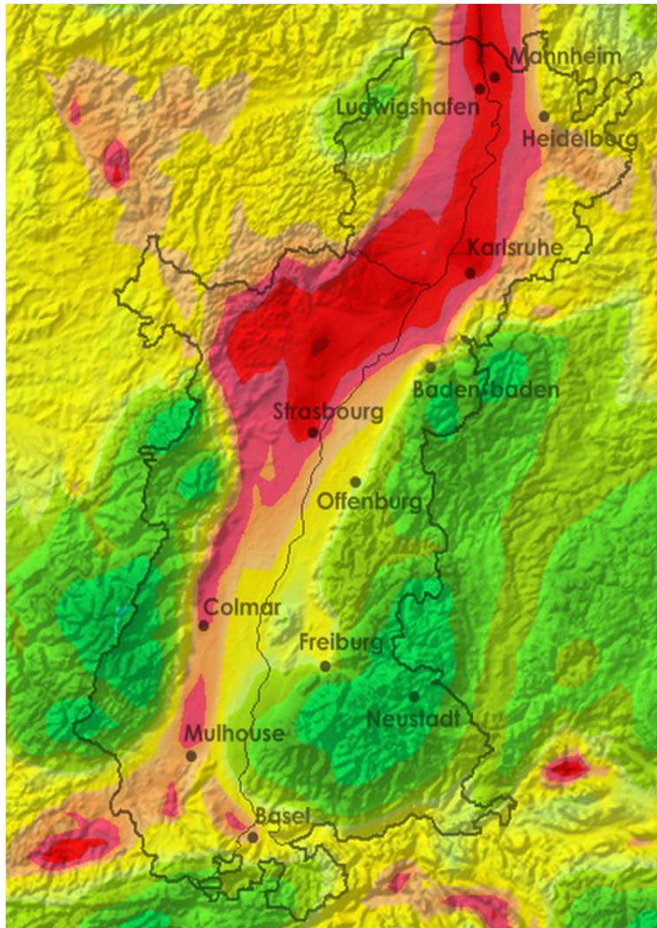 Mannheim
Ludwigshafen
Heidelberg
Karlsruhe
Baden-baden
Strasbourg
Offenburg
Colmar
Freiburg
Neustadt
Mulhouse
Basel